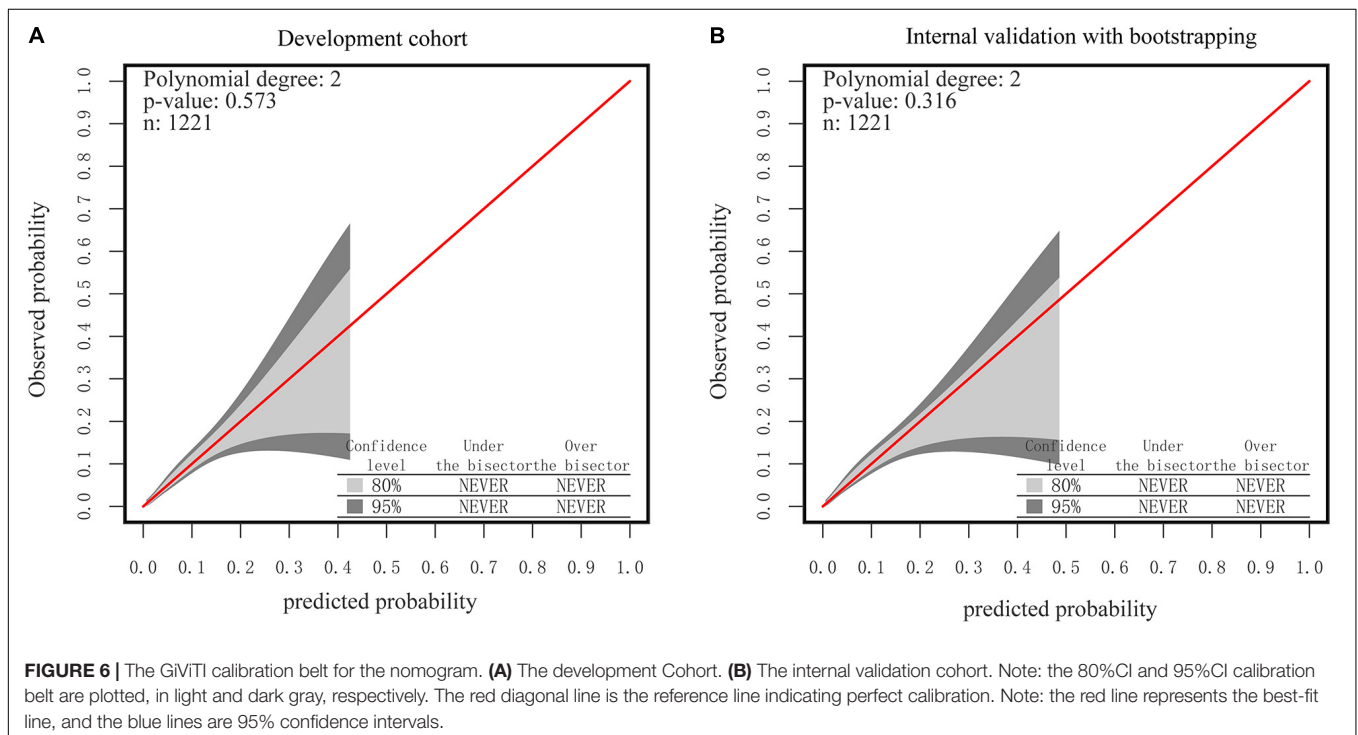 A
Development cohort
Polynomial degree: 2
p-value: 0.573
n: 1221
Observed probability
1.0
0.9
0.8
0.7
0.6
0.5
0.4
0.3
0.2
0.1
0.0
Confidence level Under the bisector Over the bisector
80% NEVER NEVER
95% NEVER NEVER
0.0 0.1 0.2 0.3 0.4 0.5 0.6 0.7 0.8 0.9 1.0
predicted probability
B
Internal validation with bootstrapping
Polynomial degree: 2
p-value: 0.316
n: 1221
Observed probability
1.0
0.9
0.8
0.7
0.6
0.5
0.4
0.3
0.2
0.1
0.0
Confidence level Under the bisector Over the bisector
80% NEVER NEVER
95% NEVER NEVER
0.0 0.1 0.2 0.3 0.4 0.5 0.6 0.7 0.8 0.9 1.0
predicted probability
FIGURE 6 | The GiViTI calibration belt for the nomogram. (A) The development Cohort. (B) The internal validation cohort. Note: the 80%CI and 95%CI calibration
belt are plotted, in light and dark gray, respectively. The red diagonal line is the reference line indicating perfect calibration. Note: the red line represents the best-fit
line, and the blue lines are 95% confidence intervals.